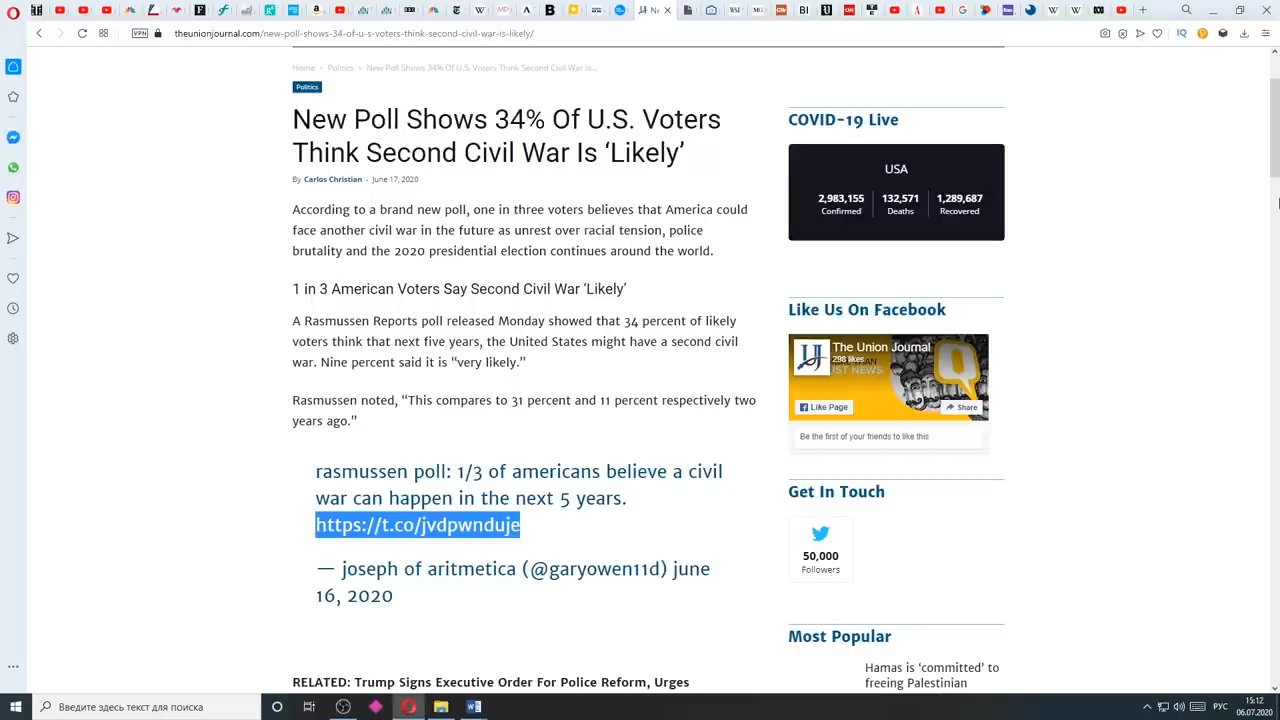 theunionjournal.com/new-poll-shows-34-of-u-s-voters-think-second-civil-war-is-likely/
VPN
Home › Politics › New Poll Shows 34% Of U.S. Voters Think Second Civil War Is...
Politics
New Poll Shows 34% Of U.S. Voters
Think Second Civil War Is ‘Likely’
By Carlos Christian - June 17, 2020
According to a brand new poll, one in three voters believes that America could
face another civil war in the future as unrest over racial tension, police
brutality and the 2020 presidential election continues around the world.
1 in 3 American Voters Say Second Civil War ‘Likely’
A Rasmussen Reports poll released Monday showed that 34 percent of likely
voters think that next five years, the United States might have a second civil
war. Nine percent said it is “very likely.”
Rasmussen noted, “This compares to 31 percent and 11 percent respectively two
years ago.”
rasmussen poll: 1/3 of americans believe a civil
war can happen in the next 5 years.
https://t.co/jvdpwnduje
— joseph of aritmetica (@garyowen11d) june
16, 2020
RELATED: Trump Signs Executive Order For Police Reform, Urges
COVID-19 Live
USA
2,983,155 132,571 1,289,687
Confirmed Deaths Recovered
Like Us On Facebook
The Union Journal
298 likes
UST NEWS
Like Page
Share
Be the first of your friends to like this
Get In Touch
50,000
Followers
Most Popular
Hamas is ‘committed’ to
freeing Palestinian
Введите здесь текст для поиска
РУС
15:12
06.07.2020